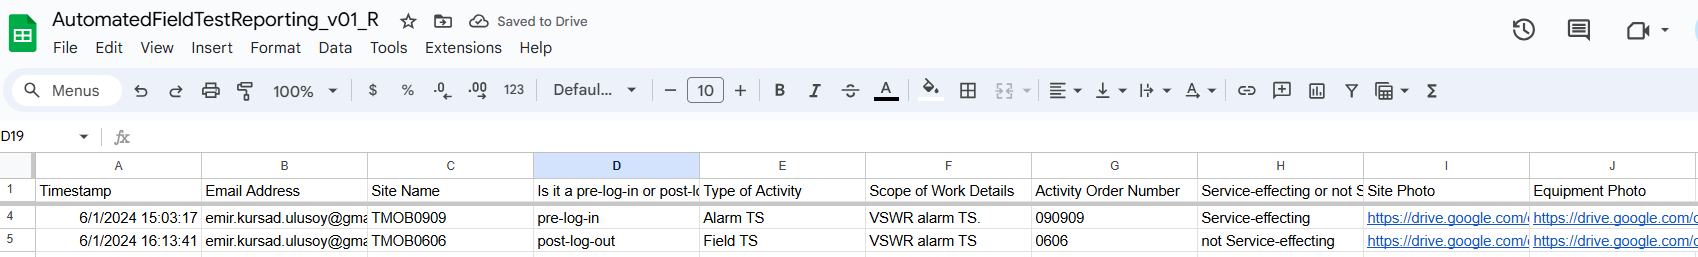 AutomatedFieldTestReporting_v01_R Saved to Drive
File Edit View Insert Format Data Tools Extensions Help
Menus 100% $ % .0 .00 123 Defaul... 10 B I S A A Σ
D19 fx
A B C D E F G H I J
1 Timestamp Email Address Site Name Is it a pre-log-in or post-lo Type of Activity Scope of Work Details Activity Order Number Service-effecting or not S Site Photo Equipment Photo
4 6/1/2024 15:03:17 emir.kursad.ulusoy@gma TMOB0909 pre-log-in Alarm TS VSWR alarm TS. 090909 Service-effecting https://drive.google.com/ https://drive.google.com/
5 6/1/2024 16:13:41 emir.kursad.ulusoy@gma TMOB0606 post-log-out Field TS VSWR alarm TS 0606 not Service-effecting https://drive.google.com/ https://drive.google.com/